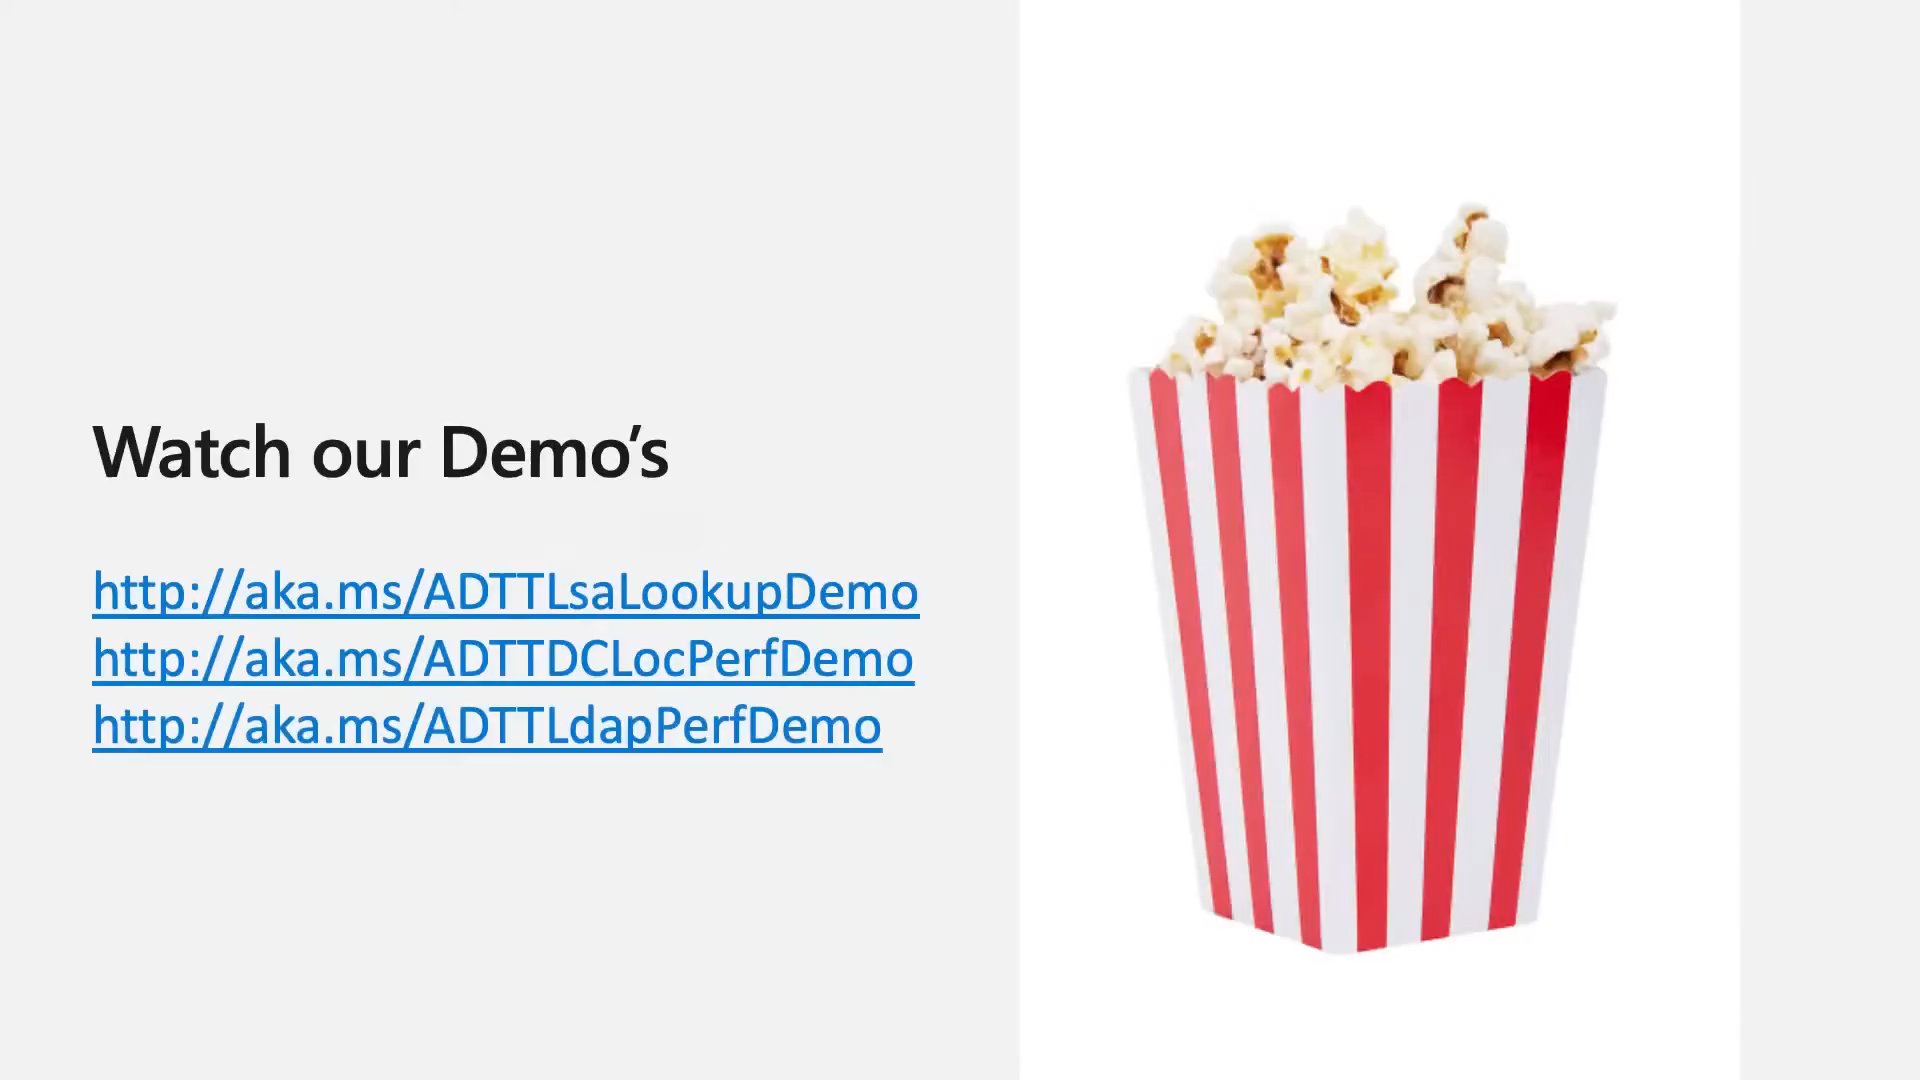 Watch our Demo’s
http://aka.ms/ADTTLsaLookupDemo
http://aka.ms/ADTTDCLocPerfDemo
http://aka.ms/ADTTLdapPerfDemo